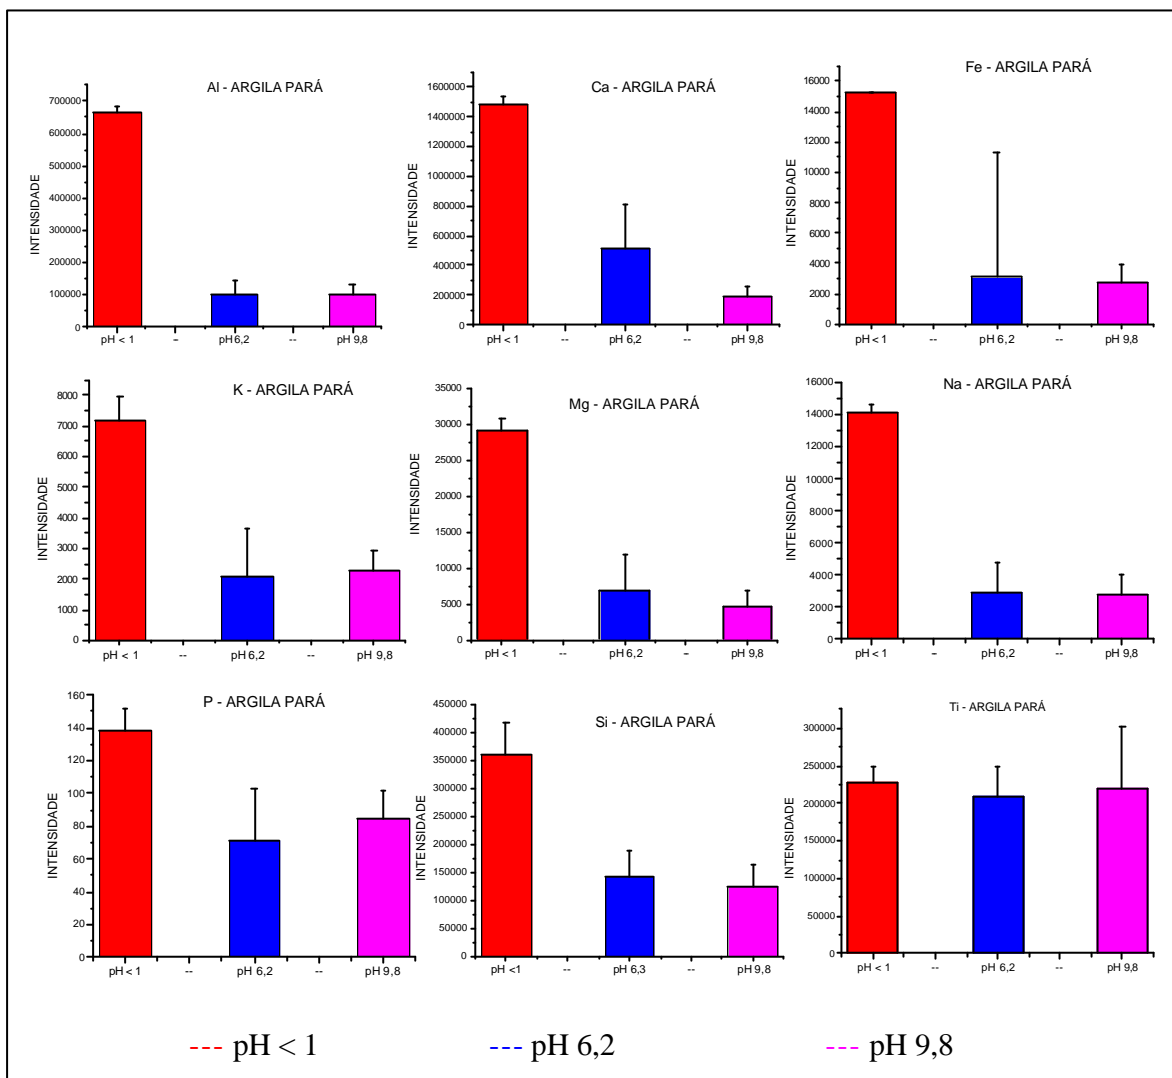 Al - ARGILA PARÁ
INTENSIDADE
700000
600000
500000
400000
300000
200000
100000
0
pH < 1 -- pH 6,2 -- pH 9,8
Ca - ARGILA PARÁ
INTENSIDADE
1600000
1400000
1200000
1000000
800000
600000
400000
200000
0
pH < 1 -- pH 6,2 -- pH 9,8
Fe - ARGILA PARÁ
INTENSIDADE
16000
14000
12000
10000
8000
6000
4000
2000
0
pH < 1 -- pH 6,2 -- pH 9,8
K - ARGILA PARÁ
INTENSIDADE
8000
7000
6000
5000
4000
3000
2000
1000
0
pH < 1 -- pH 6,2 -- pH 9,8
Mg - ARGILA PARÁ
INTENSIDADE
35000
30000
25000
20000
15000
10000
5000
0
pH < 1 -- pH 6,2 -- pH 9,8
Na - ARGILA PARÁ
INTENSIDADE
16000
14000
12000
10000
8000
6000
4000
2000
0
pH < 1 -- pH 6,2 -- pH 9,8
P - ARGILA PARÁ
INTENSIDADE
160
140
120
100
80
60
40
20
0
pH < 1 -- pH 6,2 -- pH 9,8
Si - ARGILA PARÁ
INTENSIDADE
450000
400000
350000
300000
250000
200000
150000
100000
50000
0
pH <1 -- pH 6,3 -- pH 9,8
Ti - ARGILA PARÁ
INTENSIDADE
300000
250000
200000
150000
100000
50000
0
pH < 1 -- pH 6,2 -- pH 9,8
--- pH < 1 --- pH 6,2 --- pH 9,8